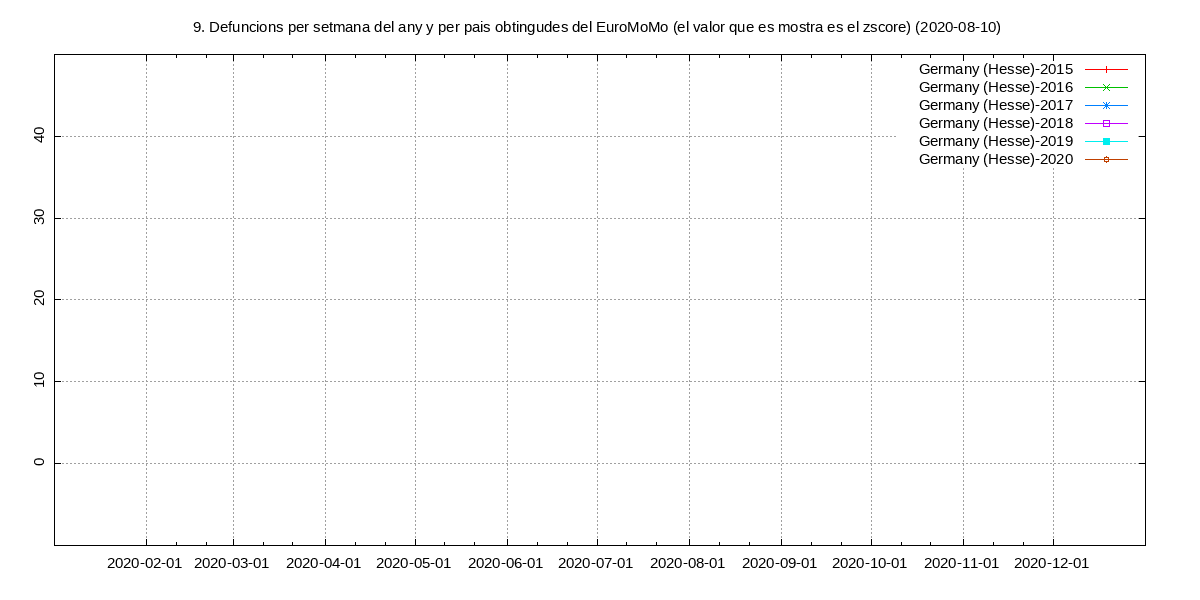 9. Defuncions per setmana del any y per pais obtingudes del EuroMoMo (el valor que es mostra es el zscore) (2020-08-10)
Germany (Hesse)-2015
Germany (Hesse)-2016
Germany (Hesse)-2017
Germany (Hesse)-2018
Germany (Hesse)-2019
Germany (Hesse)-2020
40
30
20
10
0
2020-02-01 2020-03-01 2020-04-01 2020-05-01 2020-06-01 2020-07-01 2020-08-01 2020-09-01 2020-10-01 2020-11-01 2020-12-01